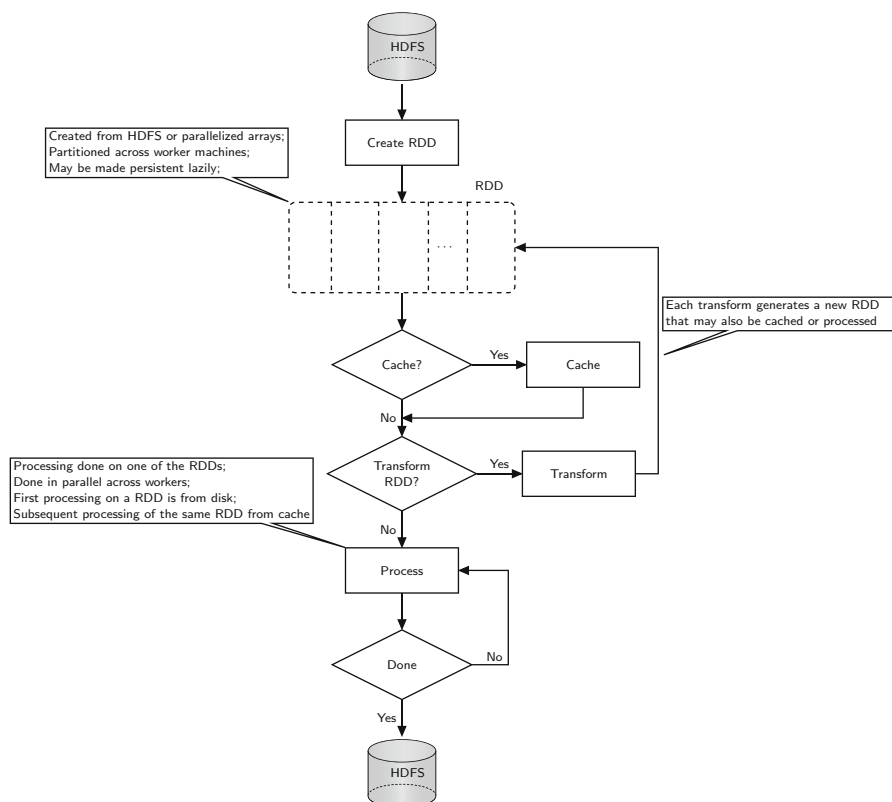 HDFS
Create RDD
Created from HDFS or parallelized arrays;
Partitioned across worker machines;
May be made persistent lazily;
RDD
...
Each transform generates a new RDD
that may also be cached or processed
Cache?
Yes
Cache
No
Transform
RDD?
Yes
Transform
Processing done on one of the RDDs;
Done in parallel across workers;
First processing on a RDD is from disk;
Subsequent processing of the same RDD from cache
No
Process
Done
No
Yes
HDFS